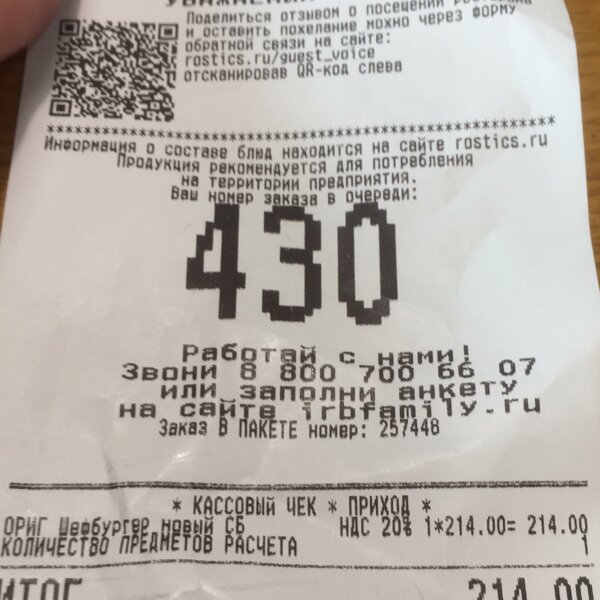 Поделиться отзывом о посещении
и оставить пожелание можно через форму
обратной связи на сайте:
rostics.ru/guest_voice
отсканировав QR-код слева
************************************************
Информация о составе блюд находится на сайте rostics.ru
Продукция рекомендуется для потребления
на территории предприятия.
Ваш номер заказа в очереди:
430
Работай с нами!
Звони 8 800 700 66 07
или заполни анкету
на сайте irbfamily.ru
Заказ В ПАКЕТЕ номер: 257448
* КАССОВЫЙ ЧЕК * ПРИХОД *
ОРИГ Шефбургер новый СБ НДС 20% 1*214.00= 214.00
КОЛИЧЕСТВО ПРЕДМЕТОВ РАСЧЕТА 1
ИТОГ 214.00